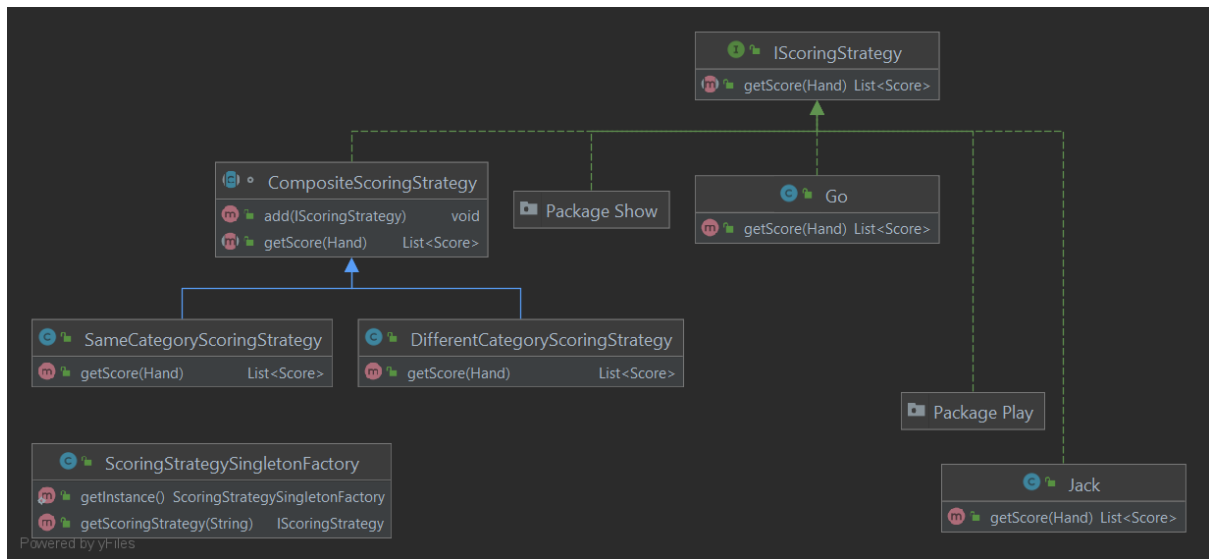 IScoringStrategy
getScore(Hand) List<Score>
CompositeScoringStrategy
add(IScoringStrategy) void
getScore(Hand) List<Score>
Package Show
Go
getScore(Hand) List<Score>
SameCategoryScoringStrategy
getScore(Hand) List<Score>
DifferentCategoryScoringStrategy
getScore(Hand) List<Score>
Package Play
ScoringStrategySingletonFactory
getInstance() ScoringStrategySingletonFactory
getScoringStrategy(String) IScoringStrategy
Jack
getScore(Hand) List<Score>
Powered by yFiles